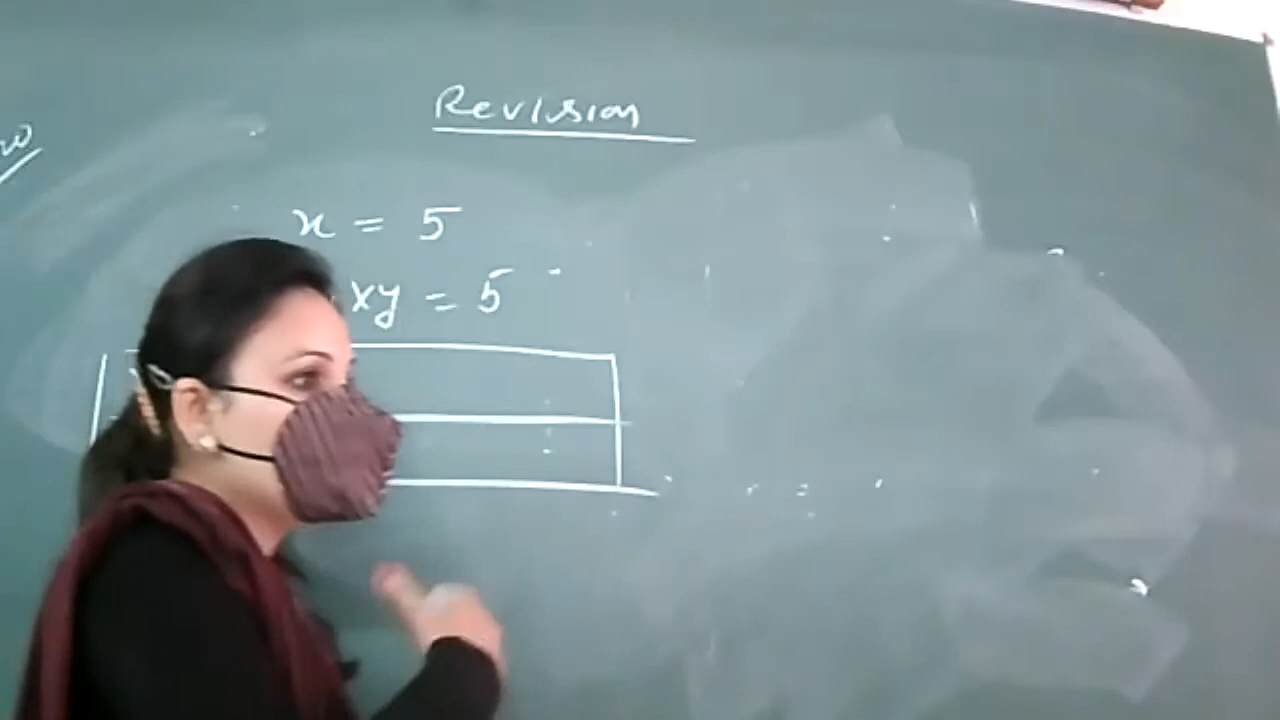 Revision
x = 5
xy = 5